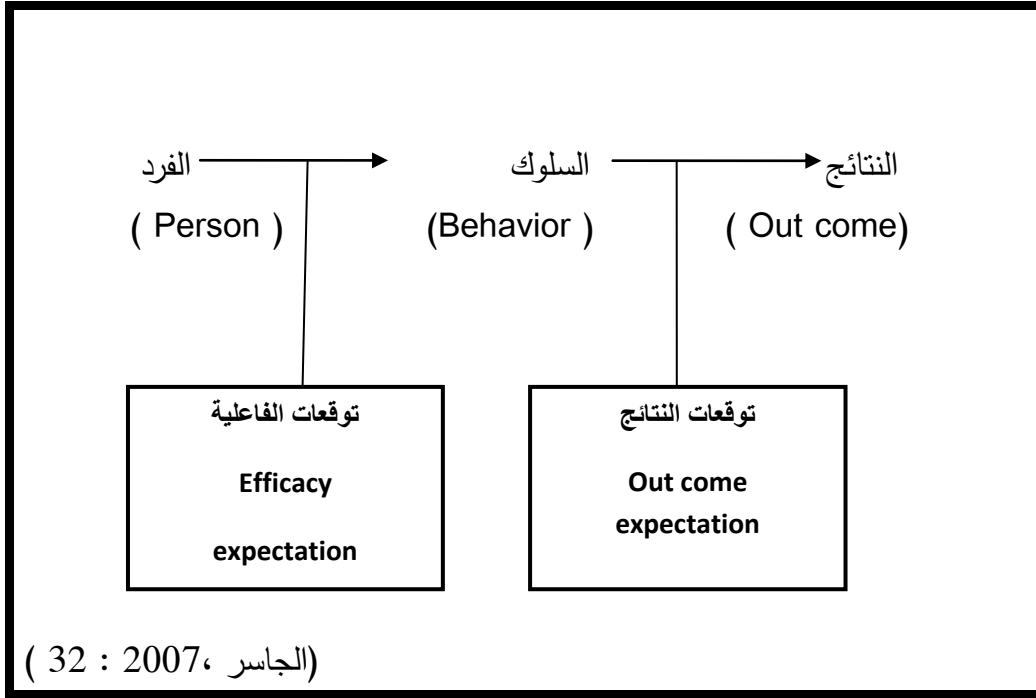 الفرد السلوك النتائج
( Person ) (Behavior ) ( Out come)
توقعات الفاعلية
Efficacy
expectation
توقعات النتائج
Out come
expectation
(الجاسر ،2007 : 32 )